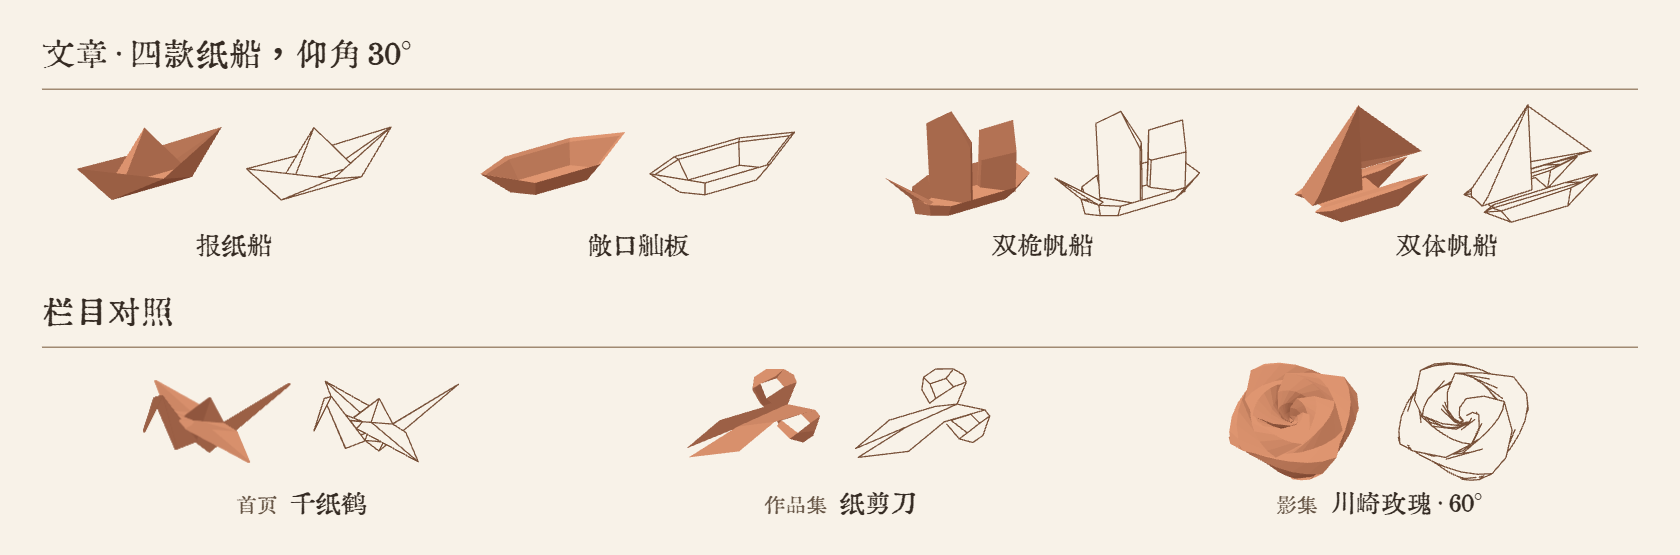 文章·四款纸船，仰角30°
报纸船
敞口舢板
双桅帆船
双体帆船
栏目对照
首页 千纸鹤
作品集 纸剪刀
影集 川崎玫瑰·60°